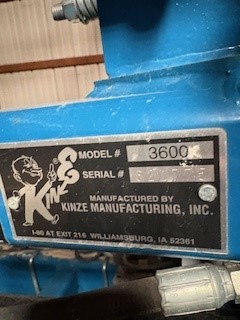 MODEL # 3600
SERIAL #
KINZE
MANUFACTURED BY
KINZE MANUFACTURING, INC.
I-80 AT EXIT 216 WILLIAMSBURG, IA 52361